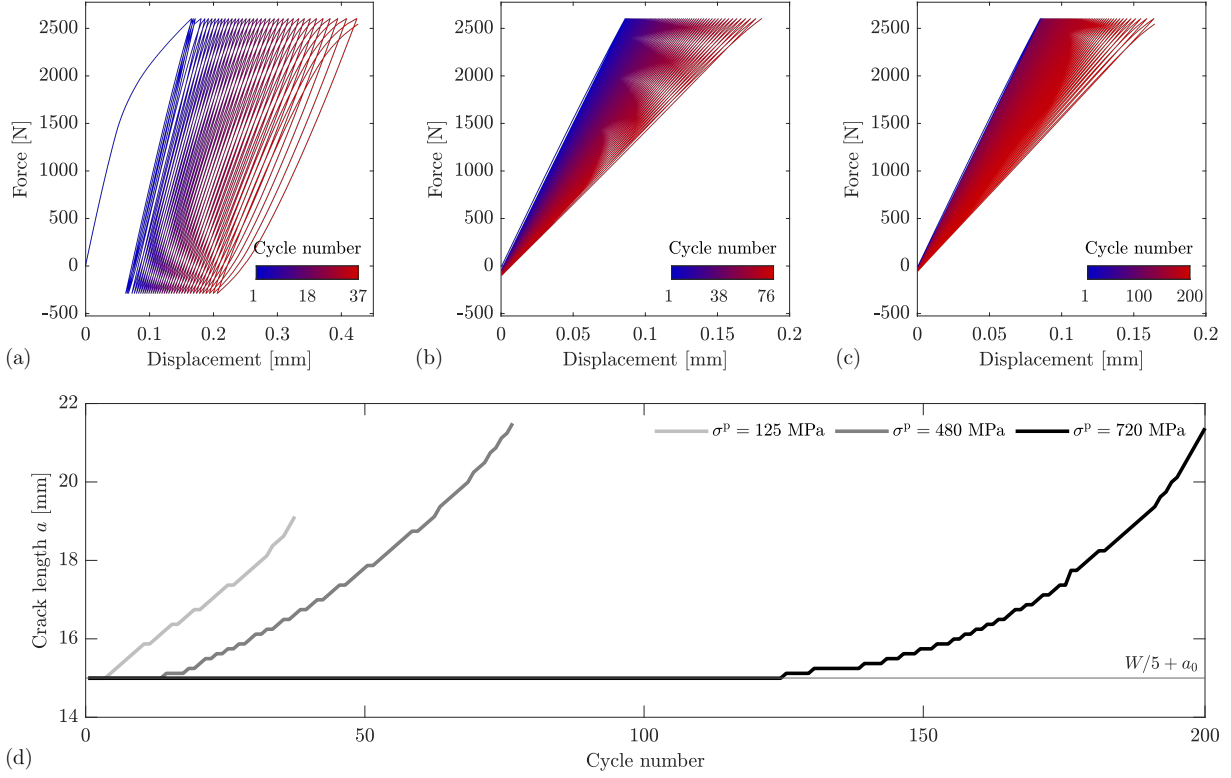 2500
2000
1500
1000
500
0
-500
Force [N]
0
0.1
0.2
0.3
0.4
Displacement [mm]
Cycle number
1
18
37
(a)
2500
2000
1500
1000
500
0
-500
Force [N]
0
0.05
0.1
0.15
0.2
Displacement [mm]
Cycle number
1
38
76
(b)
2500
2000
1500
1000
500
0
-500
Force [N]
0
0.05
0.1
0.15
0.2
Displacement [mm]
Cycle number
1
100
200
(c)
22
20
18
16
14
Crack length a [mm]
σᵖ = 125 MPa
σᵖ = 480 MPa
σᵖ = 720 MPa
W/5 + a₀
0
50
100
150
200
Cycle number
(d)